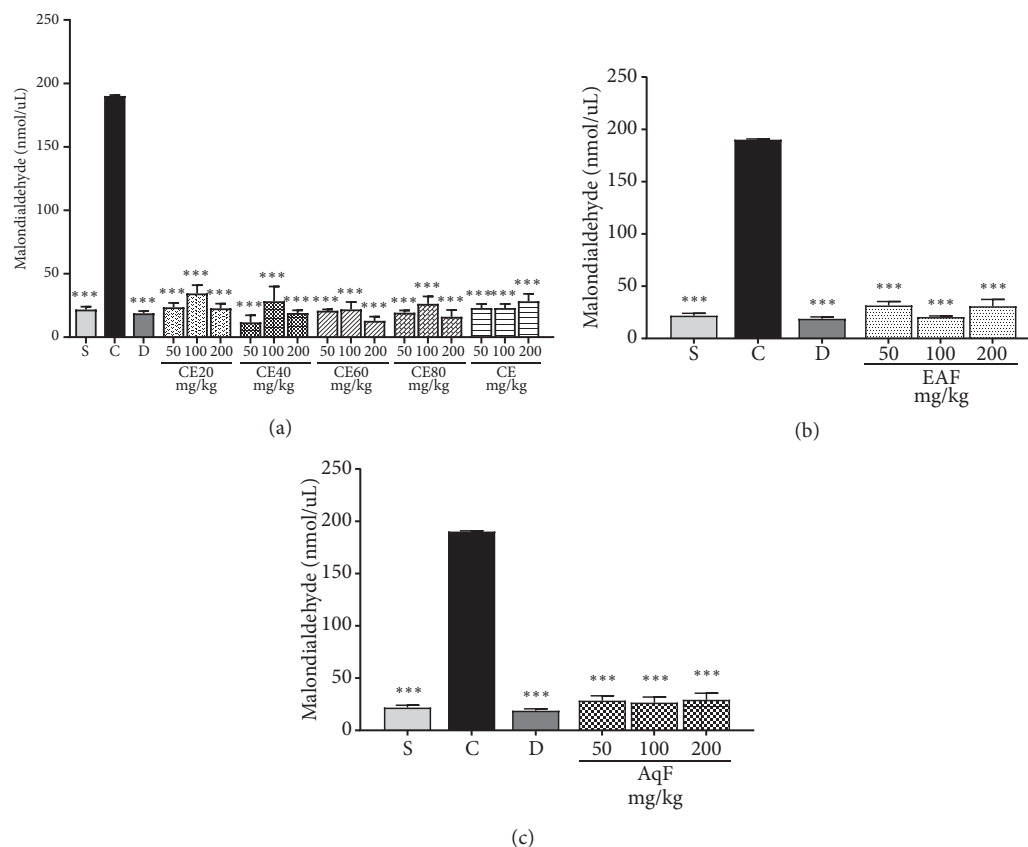 250
200
150
100
50
0
Malondialdehyde (nmol/uL)
*** *** *** *** *** *** *** *** *** *** *** *** *** *** *** *** ***
S C D 50 100 200 50 100 200 50 100 200 50 100 200 50 100 200
CE20 CE40 CE60 CE80 CE
mg/kg mg/kg mg/kg mg/kg mg/kg
(a)
250
200
150
100
50
0
Malondialdehyde (nmol/uL)
*** *** *** *** ***
S C D 50 100 200
EAF
mg/kg
(b)
250
200
150
100
50
0
Malondialdehyde (nmol/uL)
*** *** *** *** ***
S C D 50 100 200
AqF
mg/kg
(c)